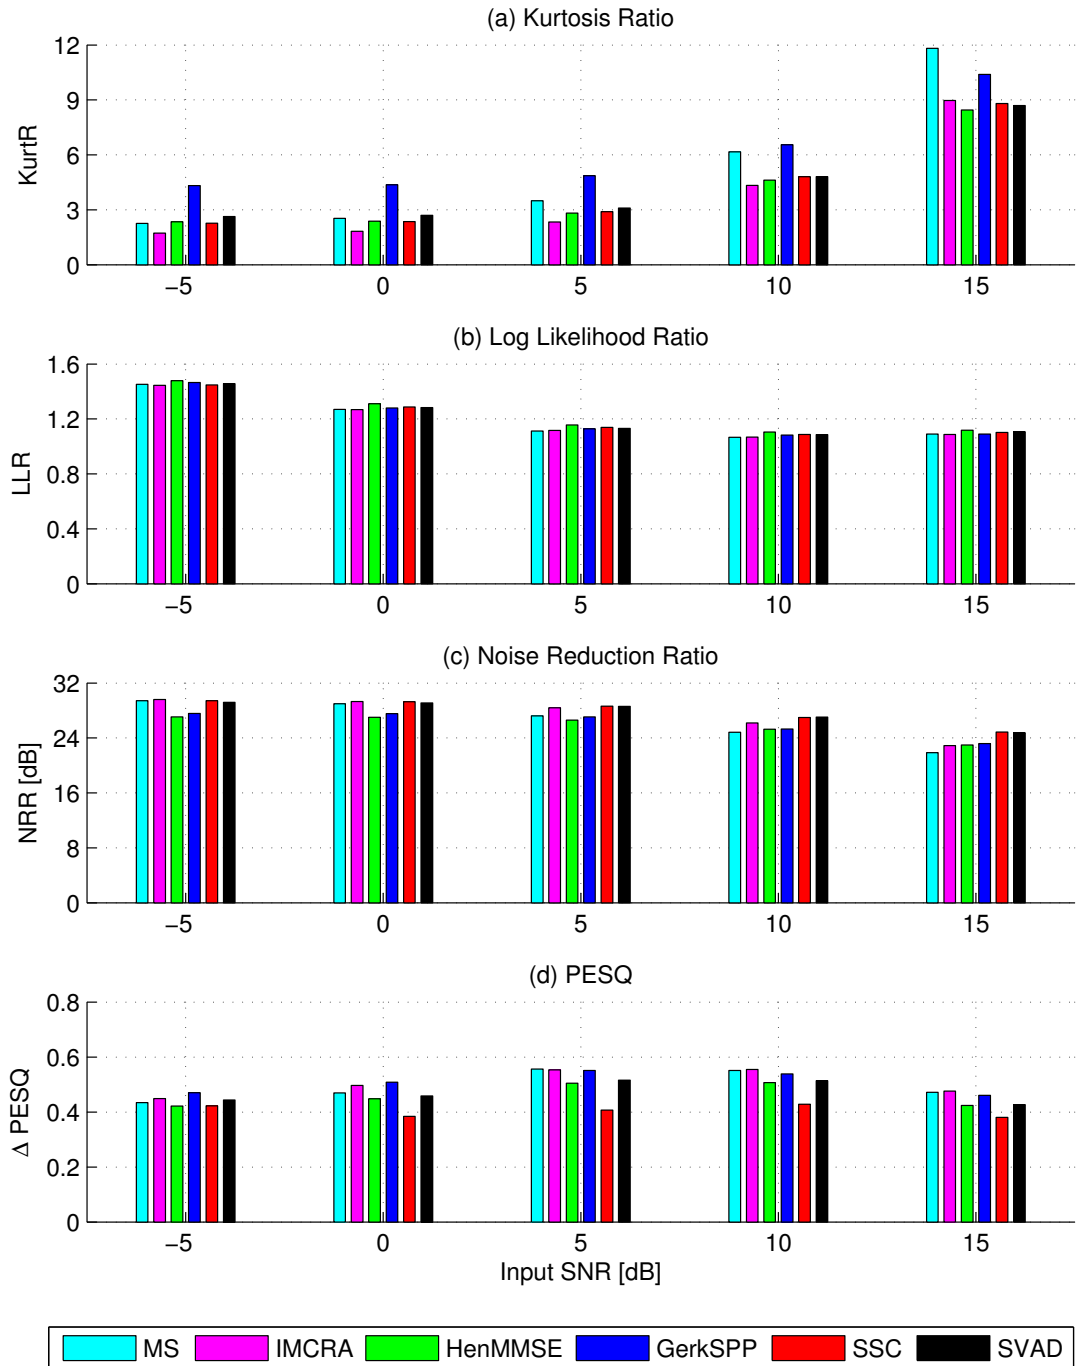 (a) Kurtosis Ratio
12
9
6
3
0
KurtR
−5 0 5 10 15
(b) Log Likelihood Ratio
1.6
1.2
0.8
0.4
0
LLR
−5 0 5 10 15
(c) Noise Reduction Ratio
32
24
16
8
0
NRR [dB]
−5 0 5 10 15
(d) PESQ
0.8
0.6
0.4
0.2
0
Δ PESQ
−5 0 5 10 15
Input SNR [dB]
MS IMCRA HenMMSE GerkSPP SSC SVAD